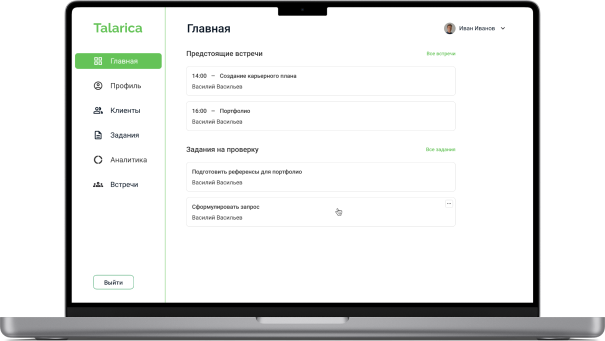 Talarica
Главная
Иван Иванов
Главная
Профиль
Клиенты
Задания
Аналитика
Встречи
Выйти
Предстоящие встречи
Все встречи
14:00 – Создание карьерного плана
Василий Васильев
16:00 – Портфолио
Василий Васильев
Задания на проверку
Все задания
Подготовить референсы для портфолио
Василий Васильев
Сформулировать запрос
Василий Васильев